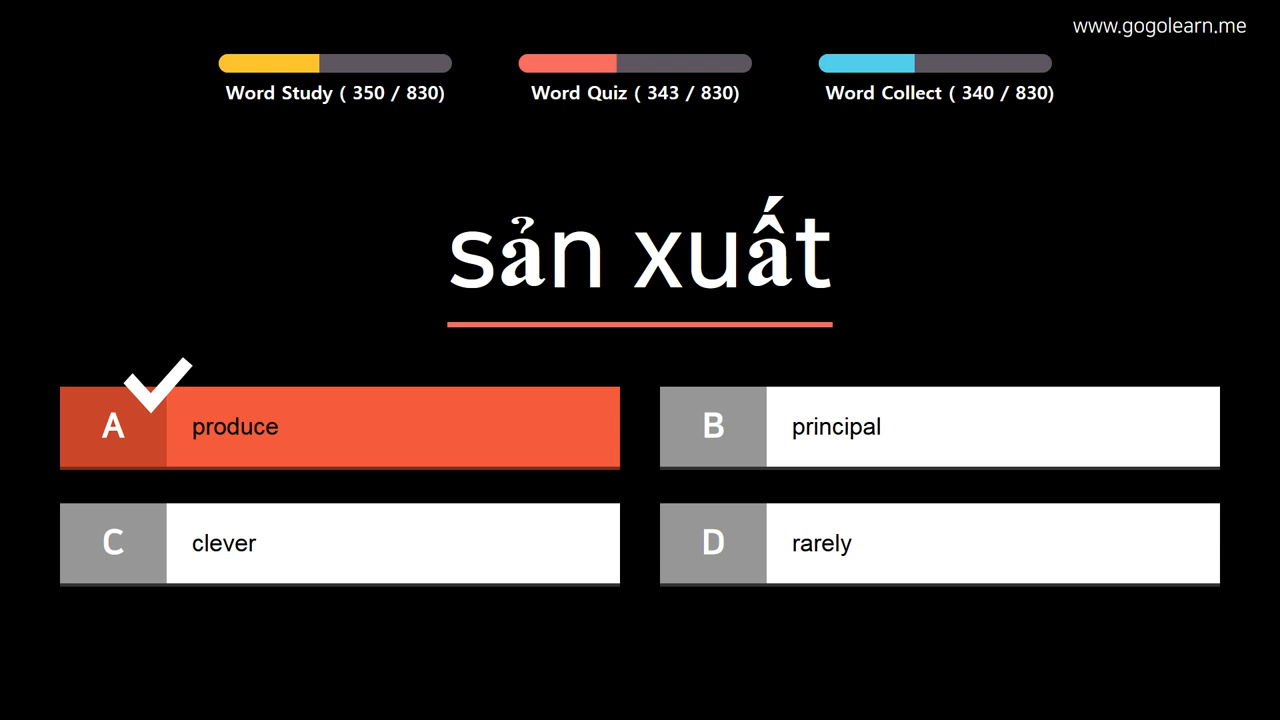 www.gogolearn.me
Word Study ( 350 / 830)
Word Quiz ( 343 / 830)
Word Collect ( 340 / 830)
sản xuất
A produce
B principal
C clever
D rarely